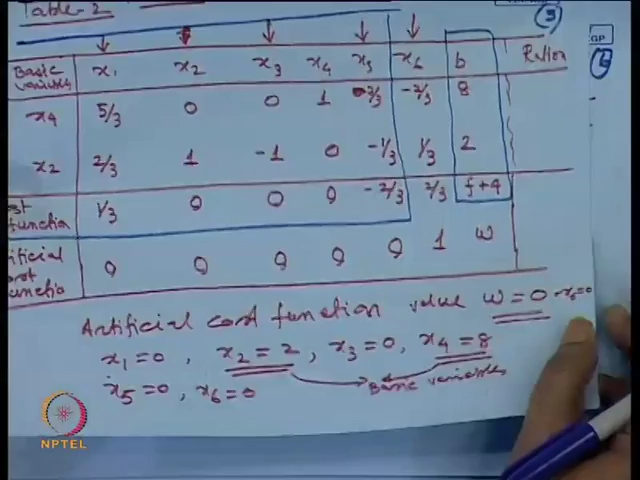 Table-2
Basic variables x1 x2 x3 x4 x5 x6 b Ratio
x4 5/3 0 0 1 2/3 -2/3 8
x2 2/3 1 -1 0 -1/3 1/3 2
function 1/3 0 0 0 -2/3 2/3 f+4
cost function 0 0 0 0 0 1 w
Artificial cost function value w=0
x1=0, x2=2, x3=0, x4=8
x5=0, x6=0 Basic variables
NPTEL